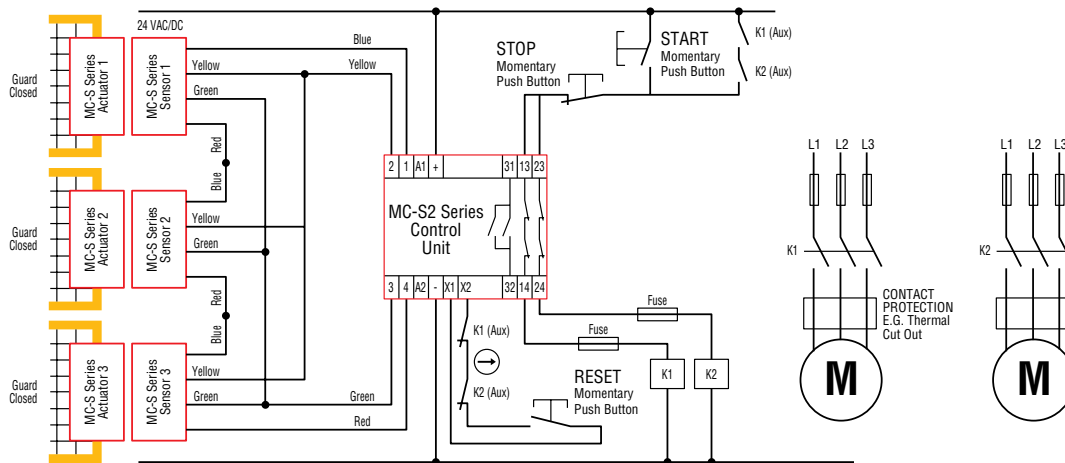 24 VAC/DC
Guard
Closed
MC-S Series
Actuator 1
MC-S Series
Sensor 1
Blue
Yellow
Yellow
Green
Red
Blue
Guard
Closed
MC-S Series
Actuator 2
MC-S Series
Sensor 2
Yellow
Green
Red
Blue
Guard
Closed
MC-S Series
Actuator 3
MC-S Series
Sensor 3
Yellow
Green
Green
Red
STOP
Momentary
Push Button
START
Momentary
Push Button
K1 (Aux)
K2 (Aux)
2 1 A1 + 31 13 23
MC-S2 Series
Control
Unit
3 4 A2 - X1 X2 32 14 24
K1 (Aux)
K2 (Aux)
Fuse
Fuse
RESET
Momentary
Push Button
K1
K2
L1 L2 L3
K1
CONTACT
PROTECTION
E.G. Thermal
Cut Out
M
L1 L2 L3
K2
M